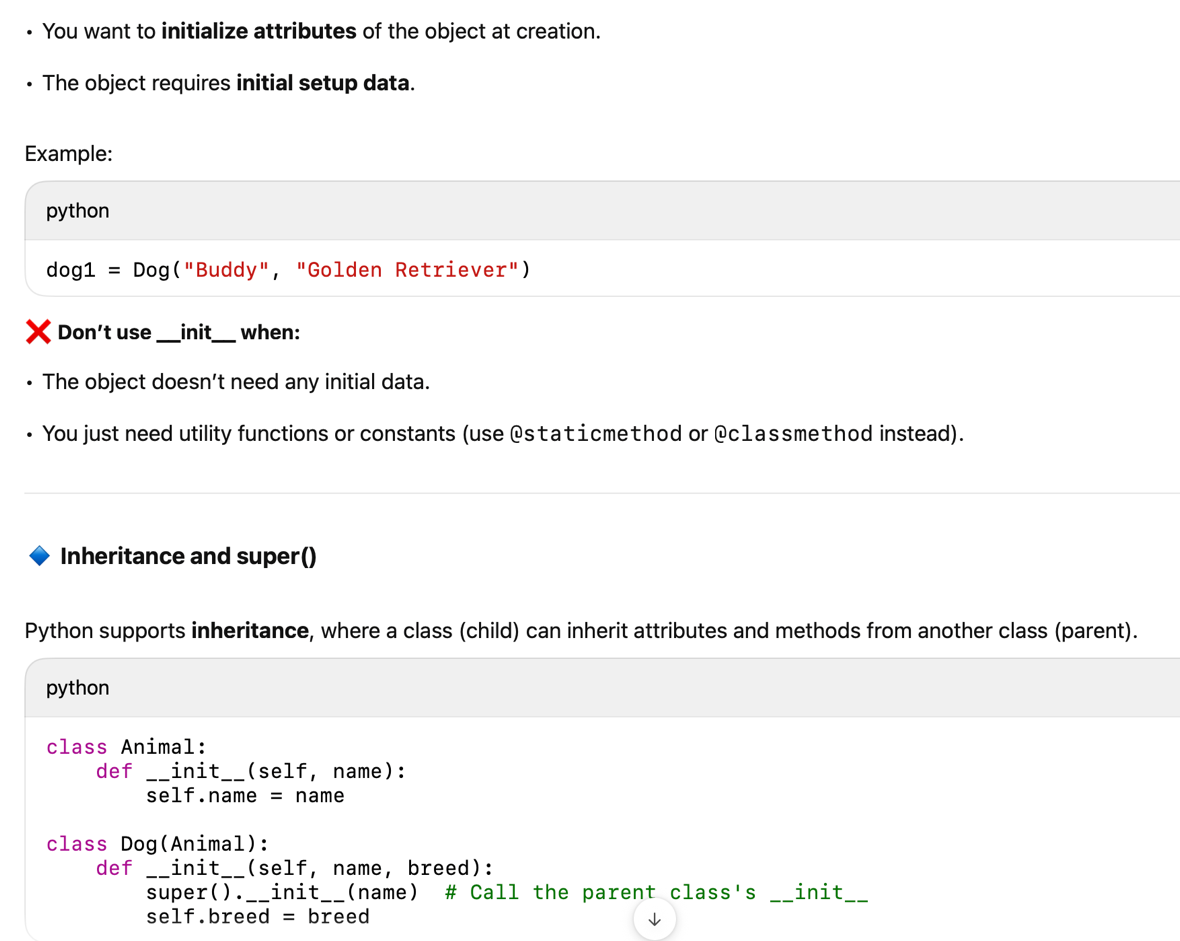 • You want to initialize attributes of the object at creation.
• The object requires initial setup data.
Example:
python
dog1 = Dog("Buddy", "Golden Retriever")
❌ Don’t use __init__ when:
• The object doesn’t need any initial data.
• You just need utility functions or constants (use @staticmethod or @classmethod instead).
🔹 Inheritance and super()
Python supports inheritance, where a class (child) can inherit attributes and methods from another class (parent).
python
class Animal:
    def __init__(self, name):
        self.name = name
class Dog(Animal):
    def __init__(self, name, breed):
        super().__init__(name)  # Call the parent class's __init__
        self.breed = breed